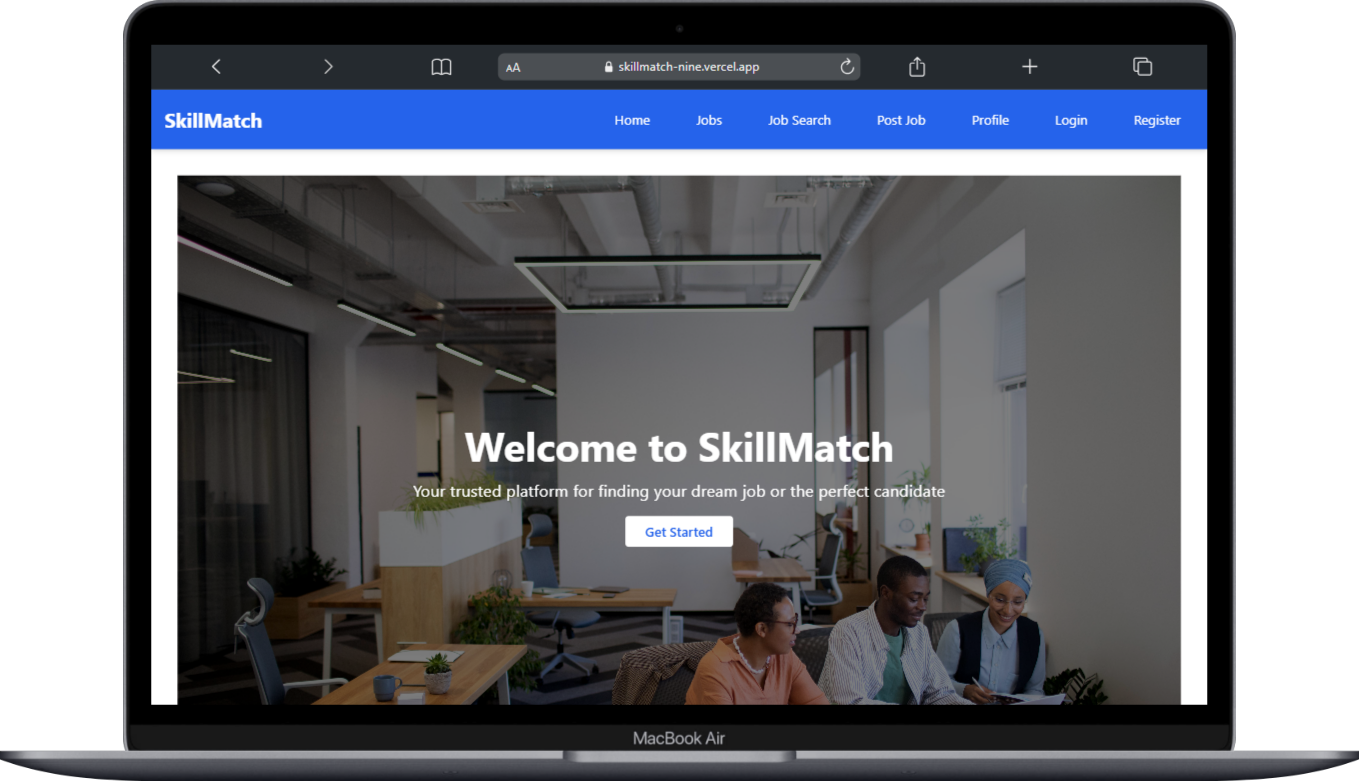 AA skillmatch-nine.vercel.app
SkillMatch Home Jobs Job Search Post Job Profile Login Register
Welcome to SkillMatch
Your trusted platform for finding your dream job or the perfect candidate
Get Started
MacBook Air